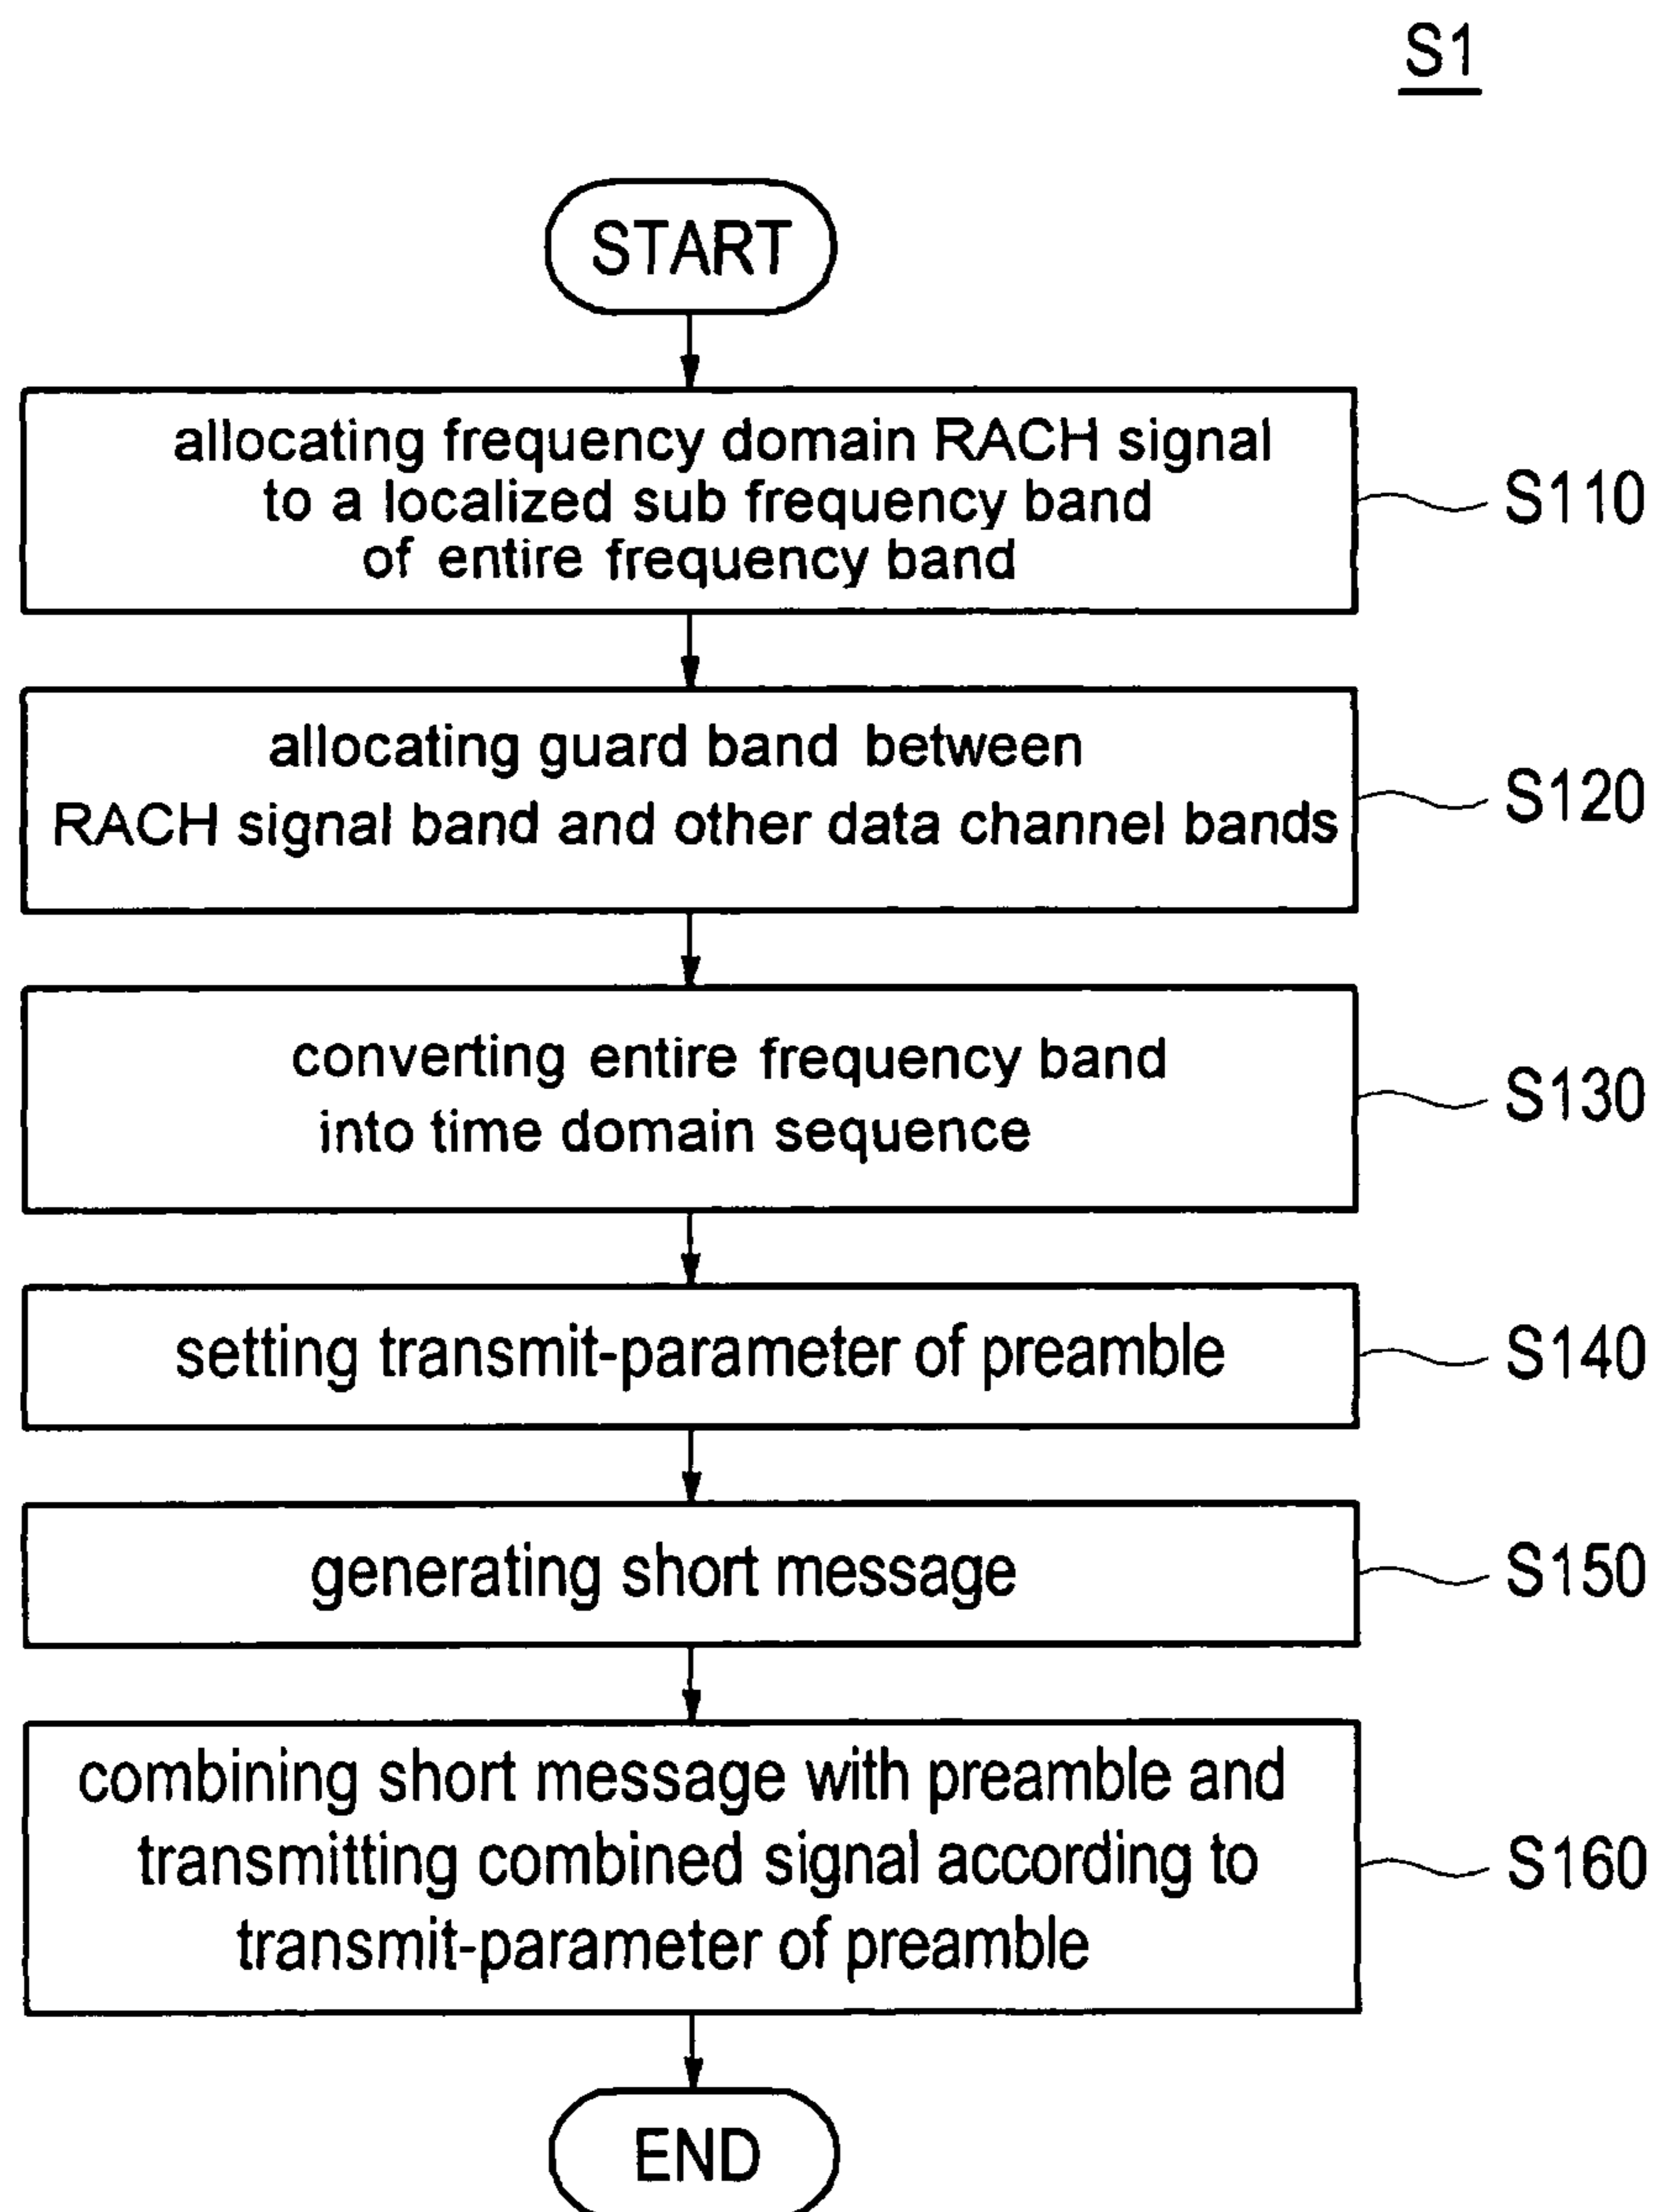 S1
START
allocating frequency domain RACH signal
to a localized sub frequency band
of entire frequency band
S110
allocating guard band between
RACH signal band and other data channel bands
S120
converting entire frequency band
into time domain sequence
S130
setting transmit-parameter of preamble
S140
generating short message
S150
combining short message with preamble and
transmitting combined signal according to
transmit-parameter of preamble
S160
END